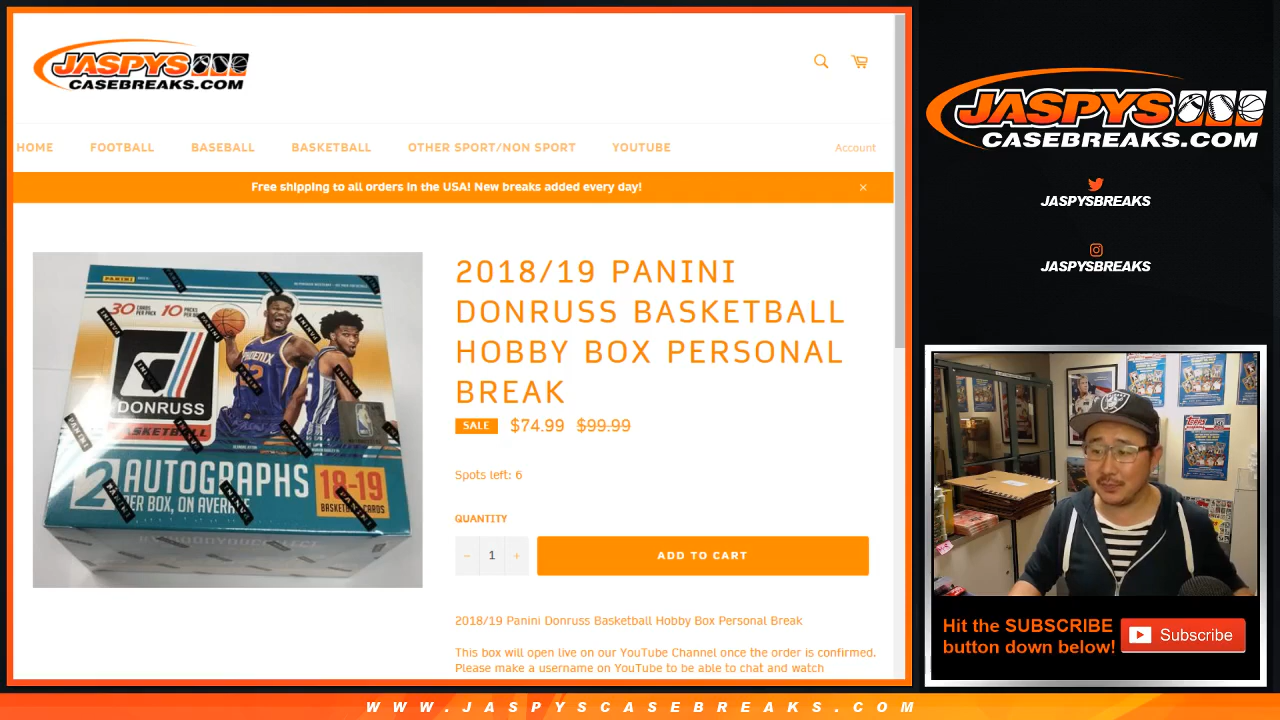 JASPYS
CASEBREAKS.COM
HOME FOOTBALL BASEBALL BASKETBALL OTHER SPORT/NON SPORT YOUTUBE Account
Free shipping to all orders in the USA! New breaks added every day! ×
PANINI
30 CARDS PER PACK 10 PACKS
DONRUSS
BASKETBALL
PHOENIX
2 AUTOGRAPHS
PER BOX, ON AVERAGE
18-19
BASKETBALL CARDS
2018/19 PANINI
DONRUSS BASKETBALL
HOBBY BOX PERSONAL
BREAK
SALE $74.99 $99.99
Spots left: 6
QUANTITY
− 1 + ADD TO CART
2018/19 Panini Donruss Basketball Hobby Box Personal Break
This box will open live on our YouTube Channel once the order is confirmed.
Please make a username on YouTube to be able to chat and watch
JASPYS
CASEBREAKS.COM
JASPYSBREAKS
JASPYSBREAKS
Hit the SUBSCRIBE
button down below!
Subscribe
WWW.JASPYSCASEBREAKS.COM